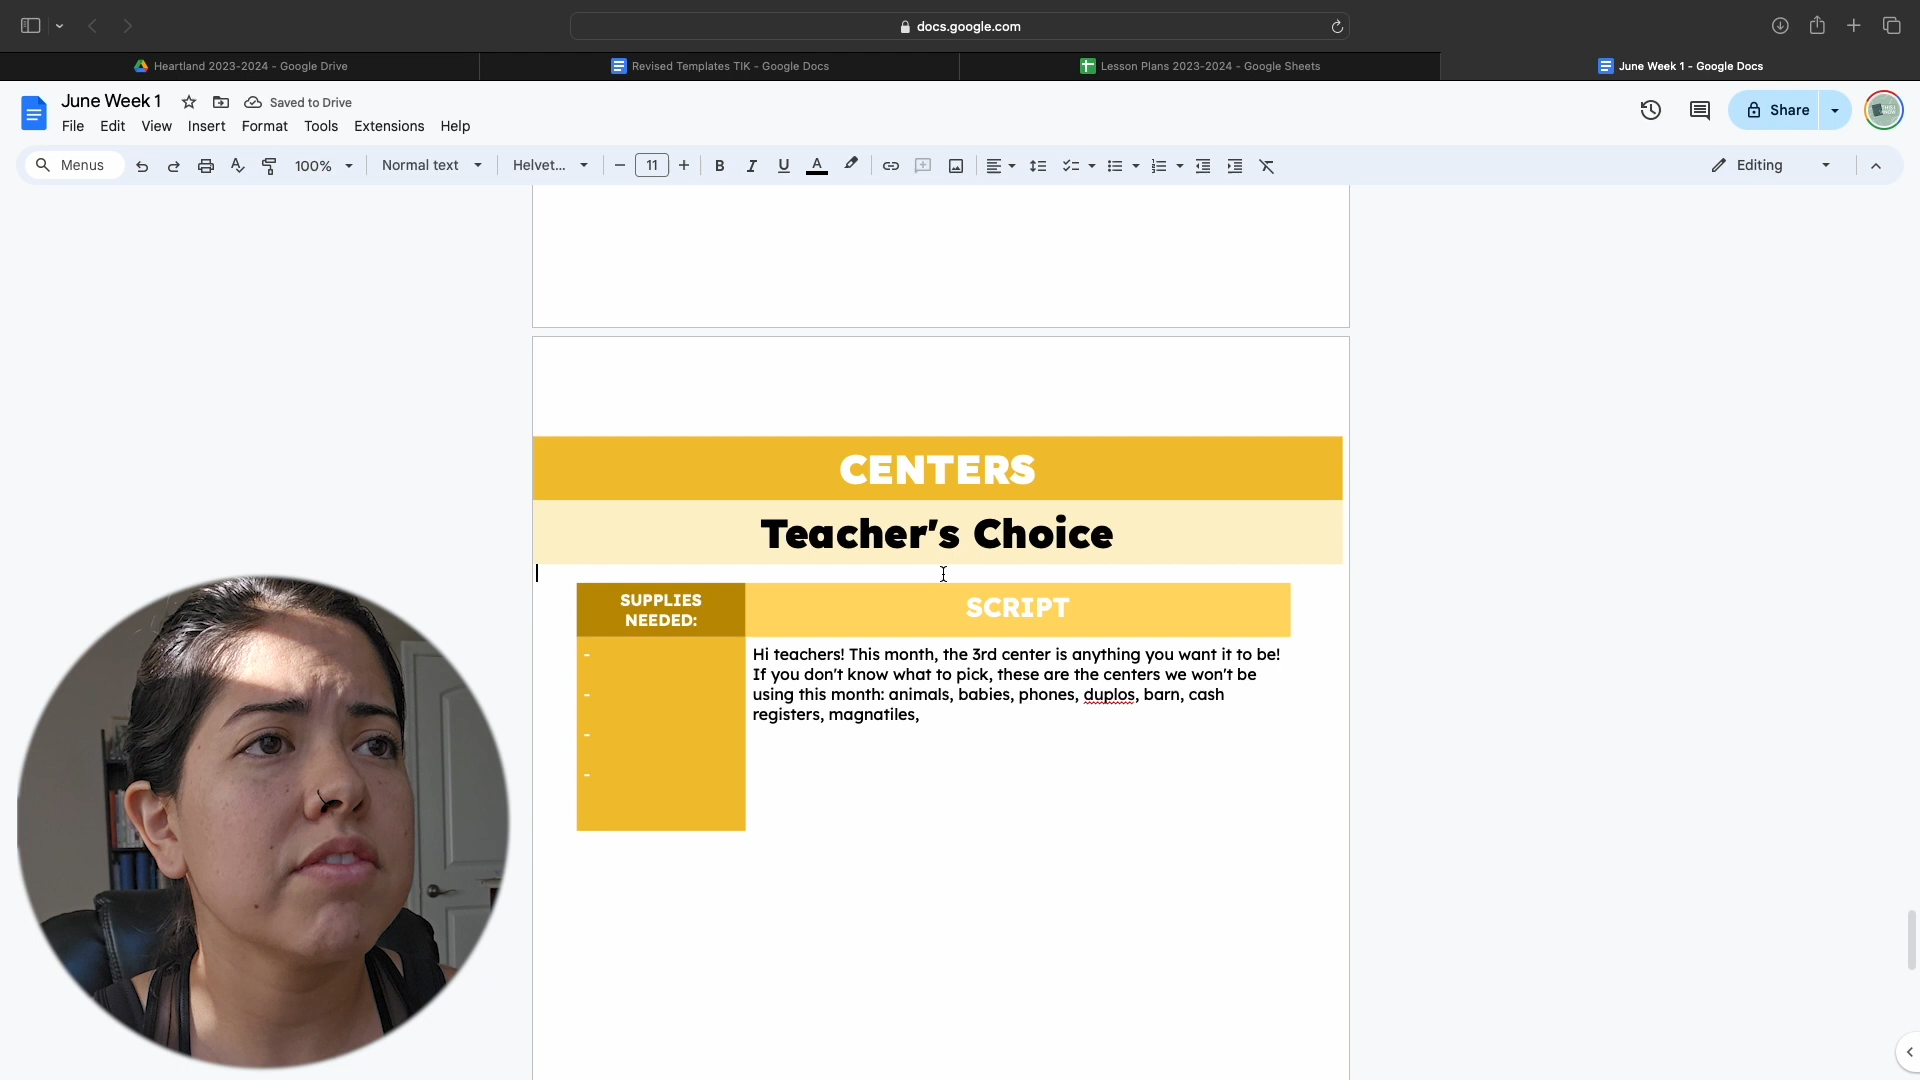 docs.google.com
Heartland 2023-2024 - Google Drive
Revised Templates TIK - Google Docs
Lesson Plans 2023-2024 - Google Sheets
June Week 1 - Google Docs
June Week 1
Saved to Drive
File Edit View Insert Format Tools Extensions Help
Share
Menus
100%
Normal text
Helvet...
11
B I U A
Editing
CENTERS
Teacher's Choice
SUPPLIES
NEEDED:
SCRIPT
-
-
-
-
Hi teachers! This month, the 3rd center is anything you want it to be!
If you don't know what to pick, these are the centers we won't be
using this month: animals, babies, phones, duplos, barn, cash
registers, magnatiles,